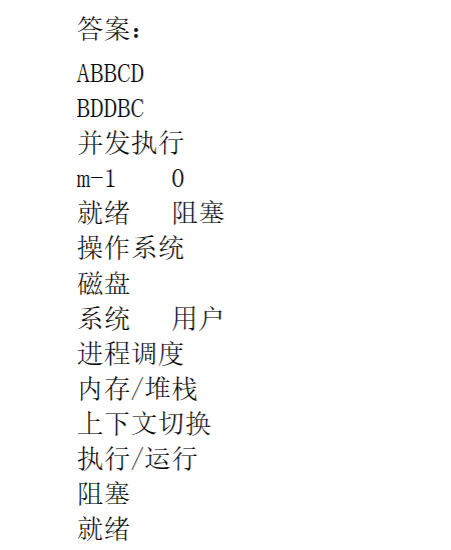 答案：
ABBCD
BDDBC
并发执行
m-1    0
就绪   阻塞
操作系统
磁盘
系统   用户
进程调度
内存/堆栈
上下文切换
执行/运行
阻塞
就绪